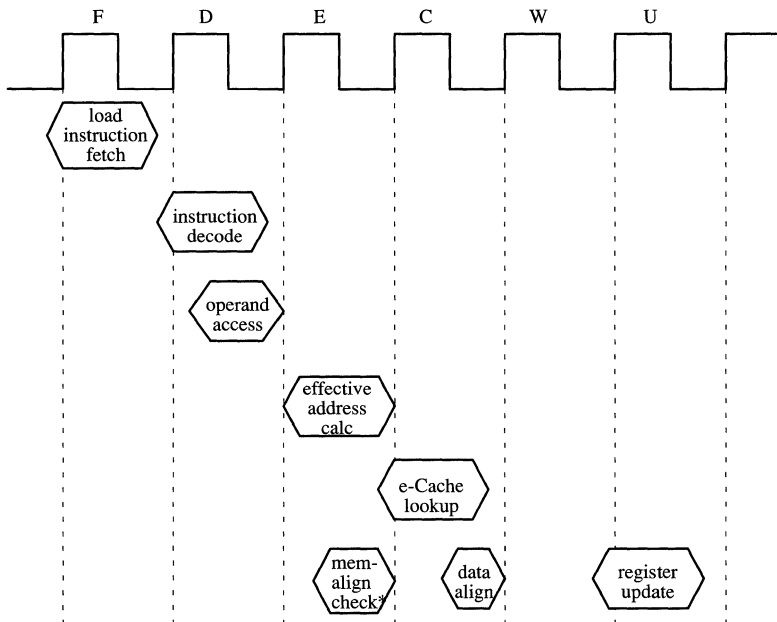 F D E C W U
load
instruction
fetch
instruction
decode
operand
access
effective
address
calc
e-Cache
lookup
mem-
align
check*
data
align
register
update